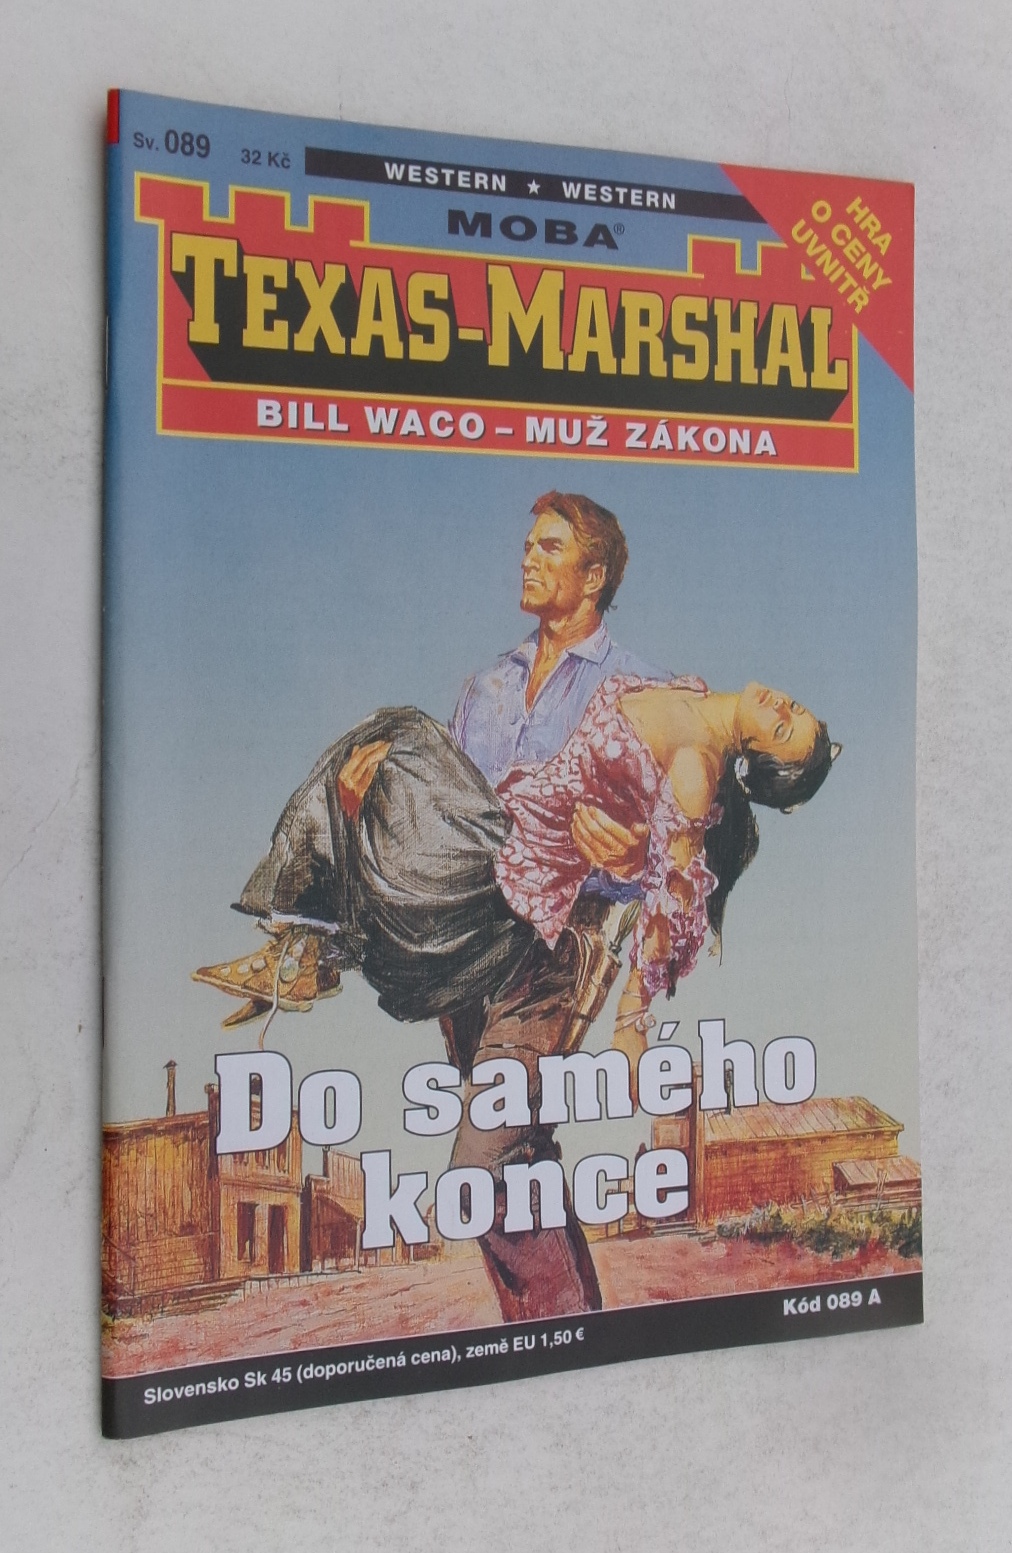 Sv. 089
32 Kč
WESTERN ★ WESTERN
MOBA®
HRA
O CENY
UVNITŘ
TEXAS-MARSHAL
BILL WACO – MUŽ ZÁKONA
Do samého
konce
Slovensko Sk 45 (doporučená cena), země EU 1,50 €
Kód 089 A